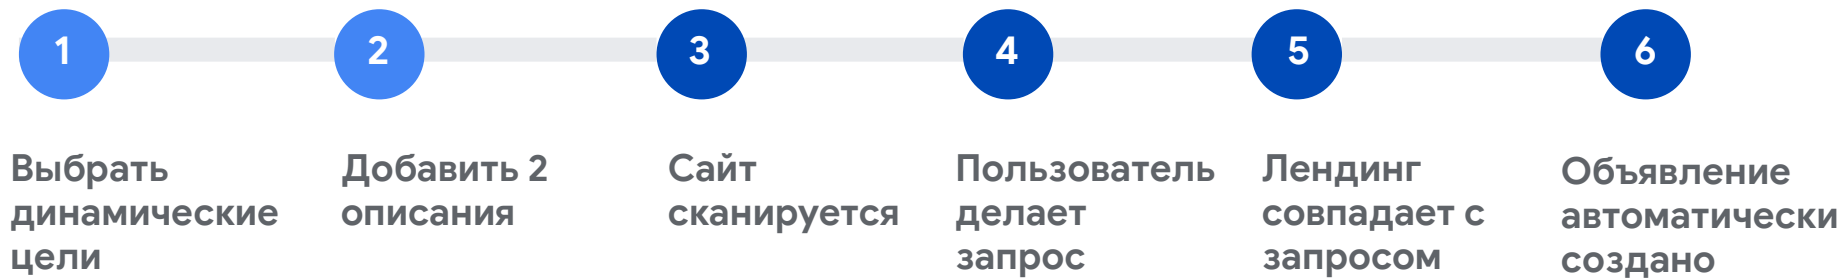 1
2
3
4
5
6
Выбрать
динамические
цели
Добавить 2
описания
Сайт
сканируется
Пользователь
делает
запрос
Лендинг
совпадает с
запросом
Объявление
автоматически
создано